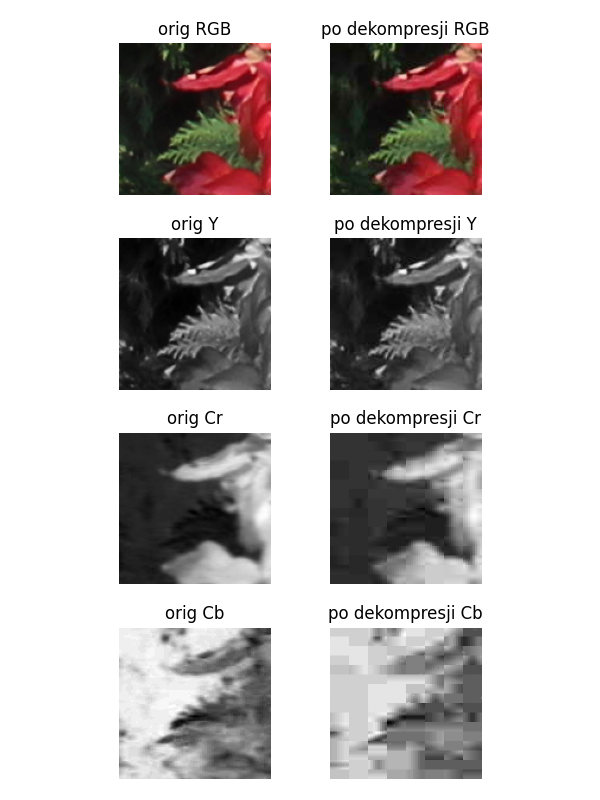 orig RGB
po dekompresji RGB
orig Y
po dekompresji Y
orig Cr
po dekompresji Cr
orig Cb
po dekompresji Cb